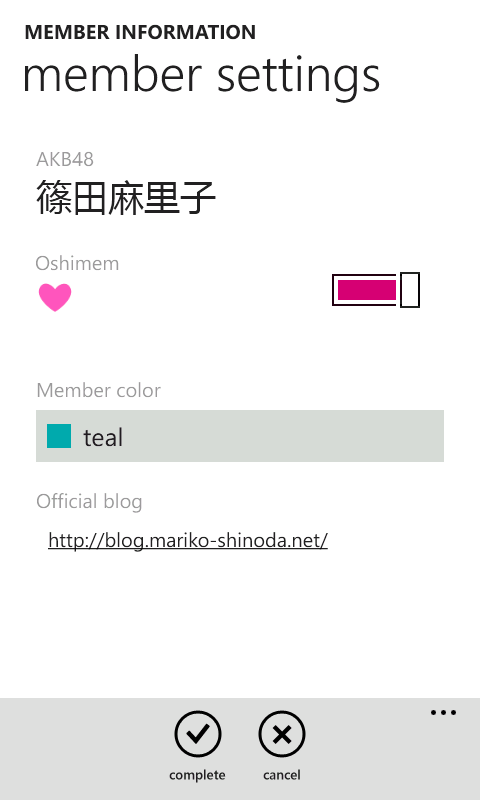 MEMBER INFORMATION
member settings
AKB48
篠田麻里子
Oshimem
Member color
teal
Official blog
http://blog.mariko-shinoda.net/
complete
cancel